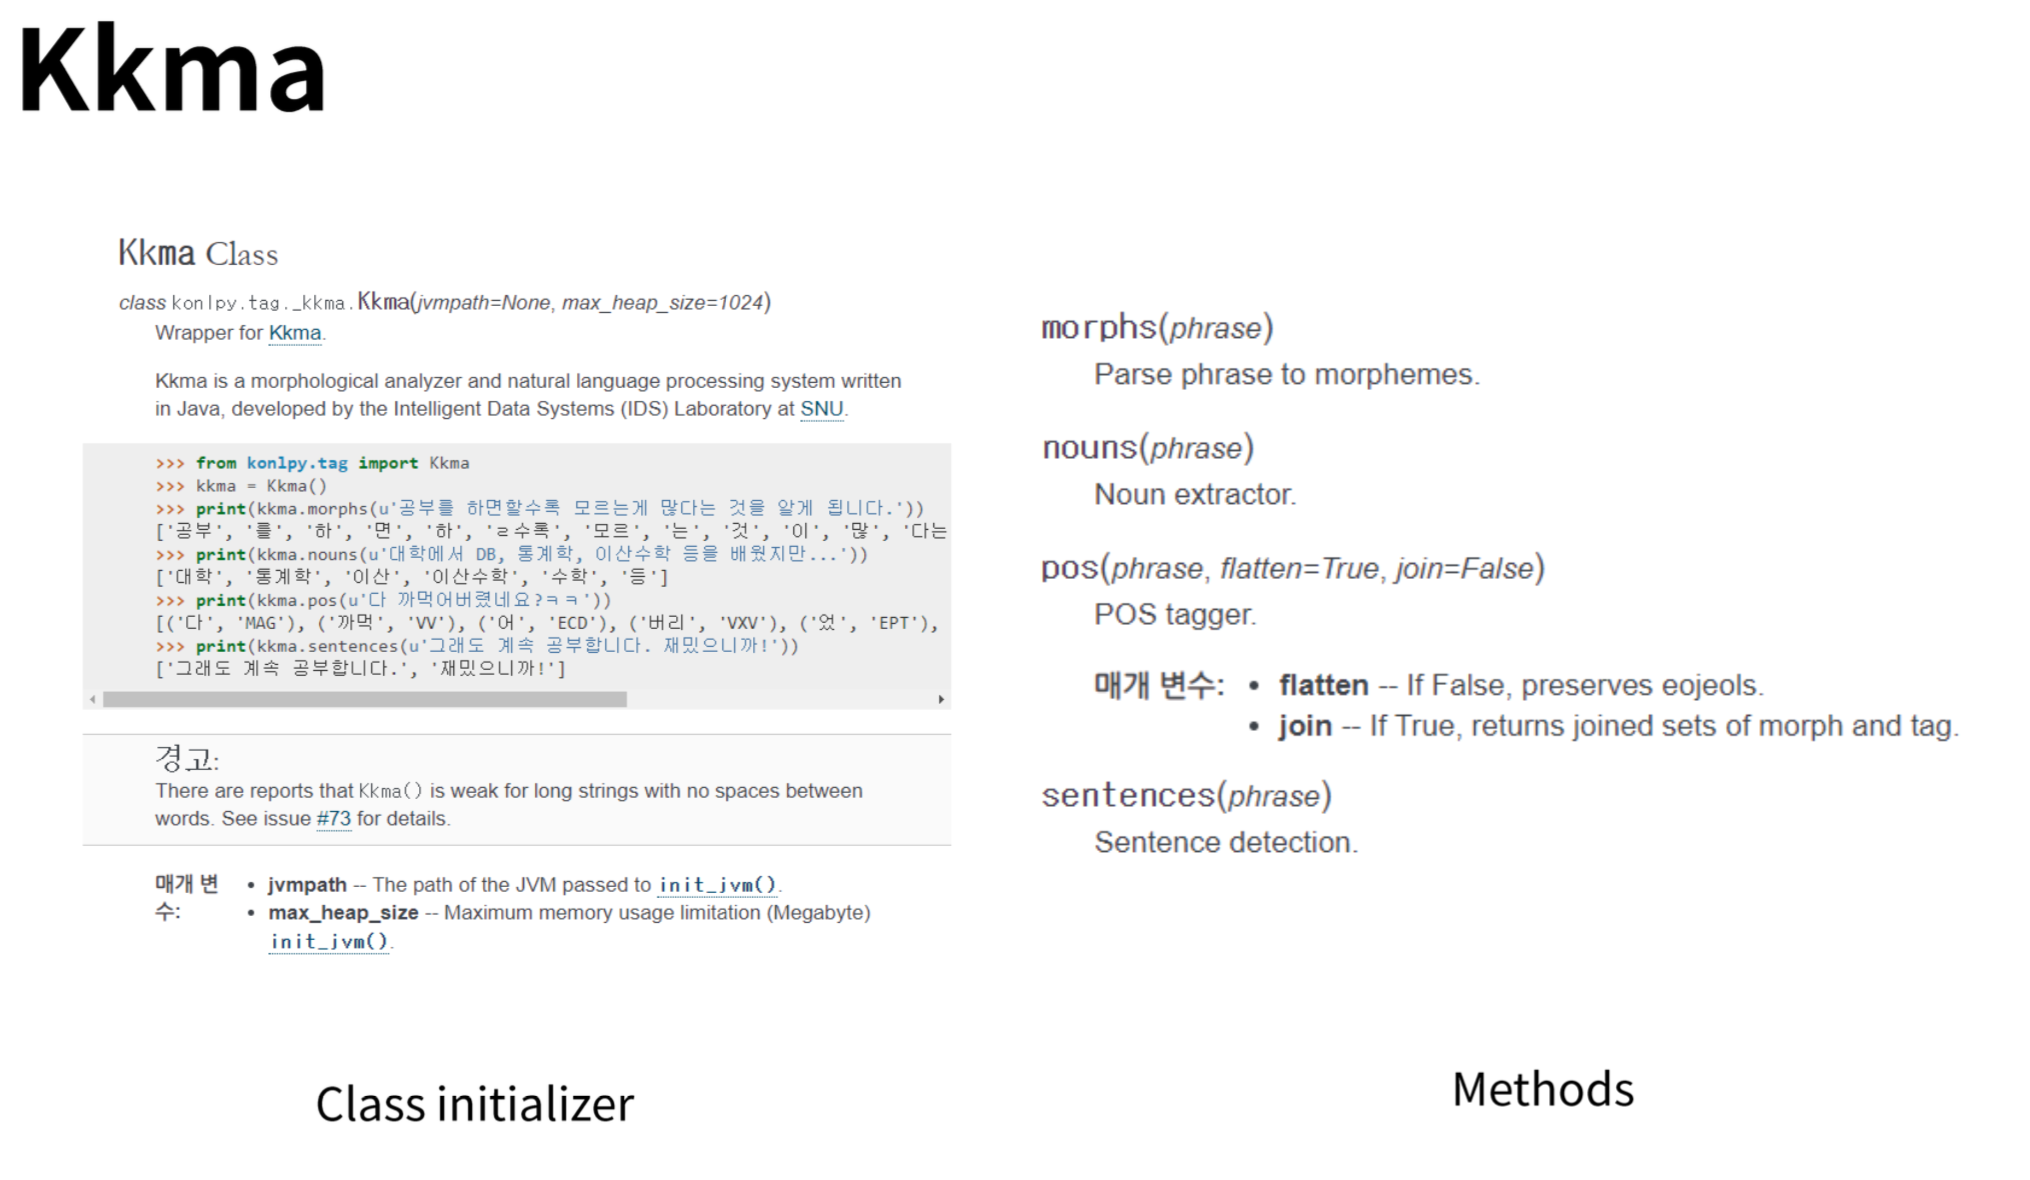 Kkma
Kkma Class
class konlpy.tag._kkma.Kkma(jvmpath=None, max_heap_size=1024)
Wrapper for Kkma.
Kkma is a morphological analyzer and natural language processing system written
in Java, developed by the Intelligent Data Systems (IDS) Laboratory at SNU.
>>> from konlpy.tag import Kkma
>>> kkma = Kkma()
>>> print(kkma.morphs(u'공부를 하면할수록 모르는게 많다는 것을 알게 됩니다.'))
['공부', '를', '하', '면', '하', 'ㄹ수록', '모르', '는', '것', '이', '많', '다는
>>> print(kkma.nouns(u'대학에서 DB, 통계학, 이산수학 등을 배웠지만...'))
['대학', '통계학', '이산', '이산수학', '수학', '등']
>>> print(kkma.pos(u'다 까먹어버렸네요?ㅋㅋ'))
[('다', 'MAG'), ('까먹', 'VV'), ('어', 'ECD'), ('버리', 'VXV'), ('었', 'EPT'),
>>> print(kkma.sentences(u'그래도 계속 공부합니다. 재밌으니까!'))
['그래도 계속 공부합니다.', '재밌으니까!']
경고:
There are reports that Kkma() is weak for long strings with no spaces between
words. See issue #73 for details.
매개 변수:
• jvmpath -- The path of the JVM passed to init_jvm().
• max_heap_size -- Maximum memory usage limitation (Megabyte)
init_jvm().
Class initializer
morphs(phrase)
Parse phrase to morphemes.
nouns(phrase)
Noun extractor.
pos(phrase, flatten=True, join=False)
POS tagger.
매개 변수: • flatten -- If False, preserves eojeols.
• join -- If True, returns joined sets of morph and tag.
sentences(phrase)
Sentence detection.
Methods